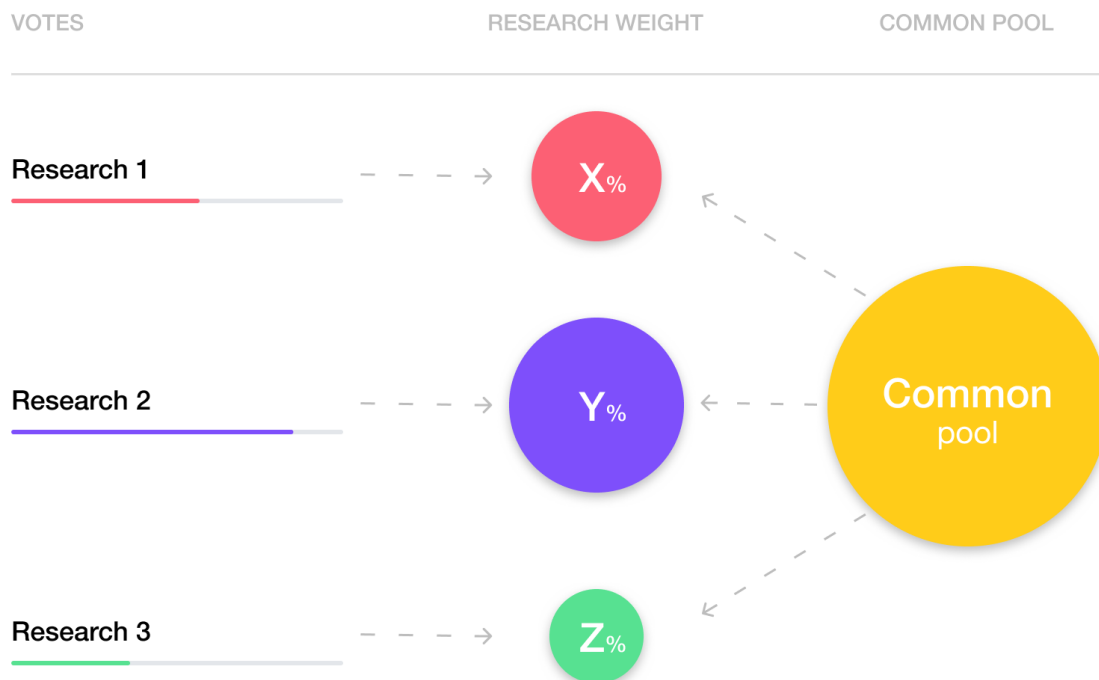 VOTES
RESEARCH WEIGHT
COMMON POOL
Research 1
X%
Research 2
Y%
Common
pool
Research 3
Z%